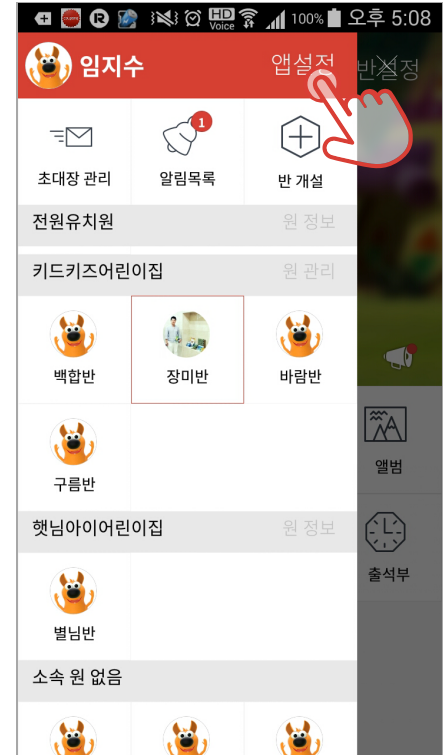 HD Voice 100% 오후 5:08
임지수 앱설정 반설정
초대장 관리 알림목록 1 반 개설
전원유치원 원 정보
키드키즈어린이집 원 관리
백합반 장미반 바람반
앨범
구름반
햇님아이어린이집 원 정보
출석부
별님반
소속 원 없음